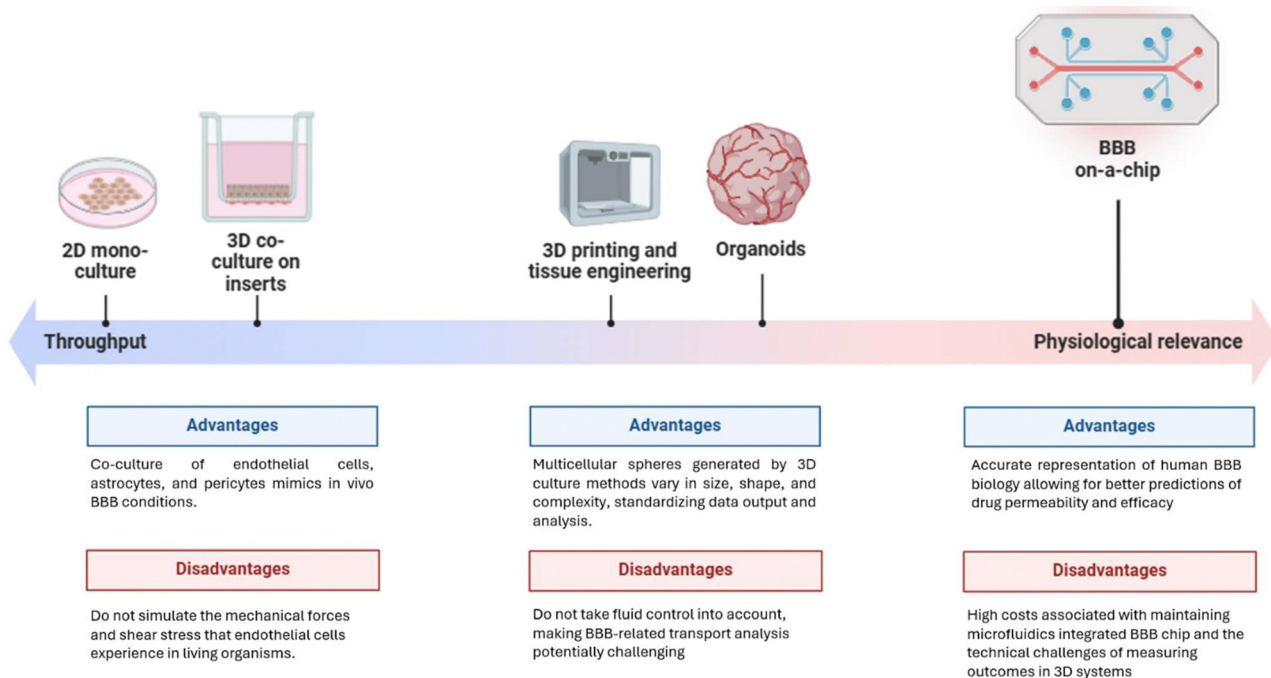 2D mono-
culture
3D co-
culture on
inserts
3D printing and
tissue engineering
Organoids
BBB
on-a-chip
Throughput
Physiological relevance
Advantages
Co-culture of endothelial cells,
astrocytes, and pericytes mimics in vivo
BBB conditions.
Disadvantages
Do not simulate the mechanical forces
and shear stress that endothelial cells
experience in living organisms.
Advantages
Multicellular spheres generated by 3D
culture methods vary in size, shape, and
complexity, standardizing data output and
analysis.
Disadvantages
Do not take fluid control into account,
making BBB-related transport analysis
potentially challenging
Advantages
Accurate representation of human BBB
biology allowing for better predictions of
drug permeability and efficacy
Disadvantages
High costs associated with maintaining
microfluidics integrated BBB chip and the
technical challenges of measuring
outcomes in 3D systems